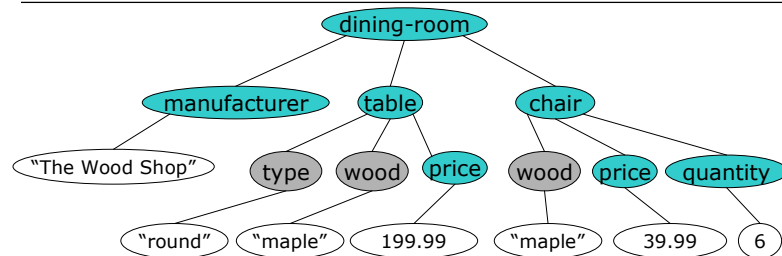 dining-room
manufacturer table chair
“The Wood Shop” type wood price wood price quantity
“round” “maple” 199.99 “maple” 39.99 6